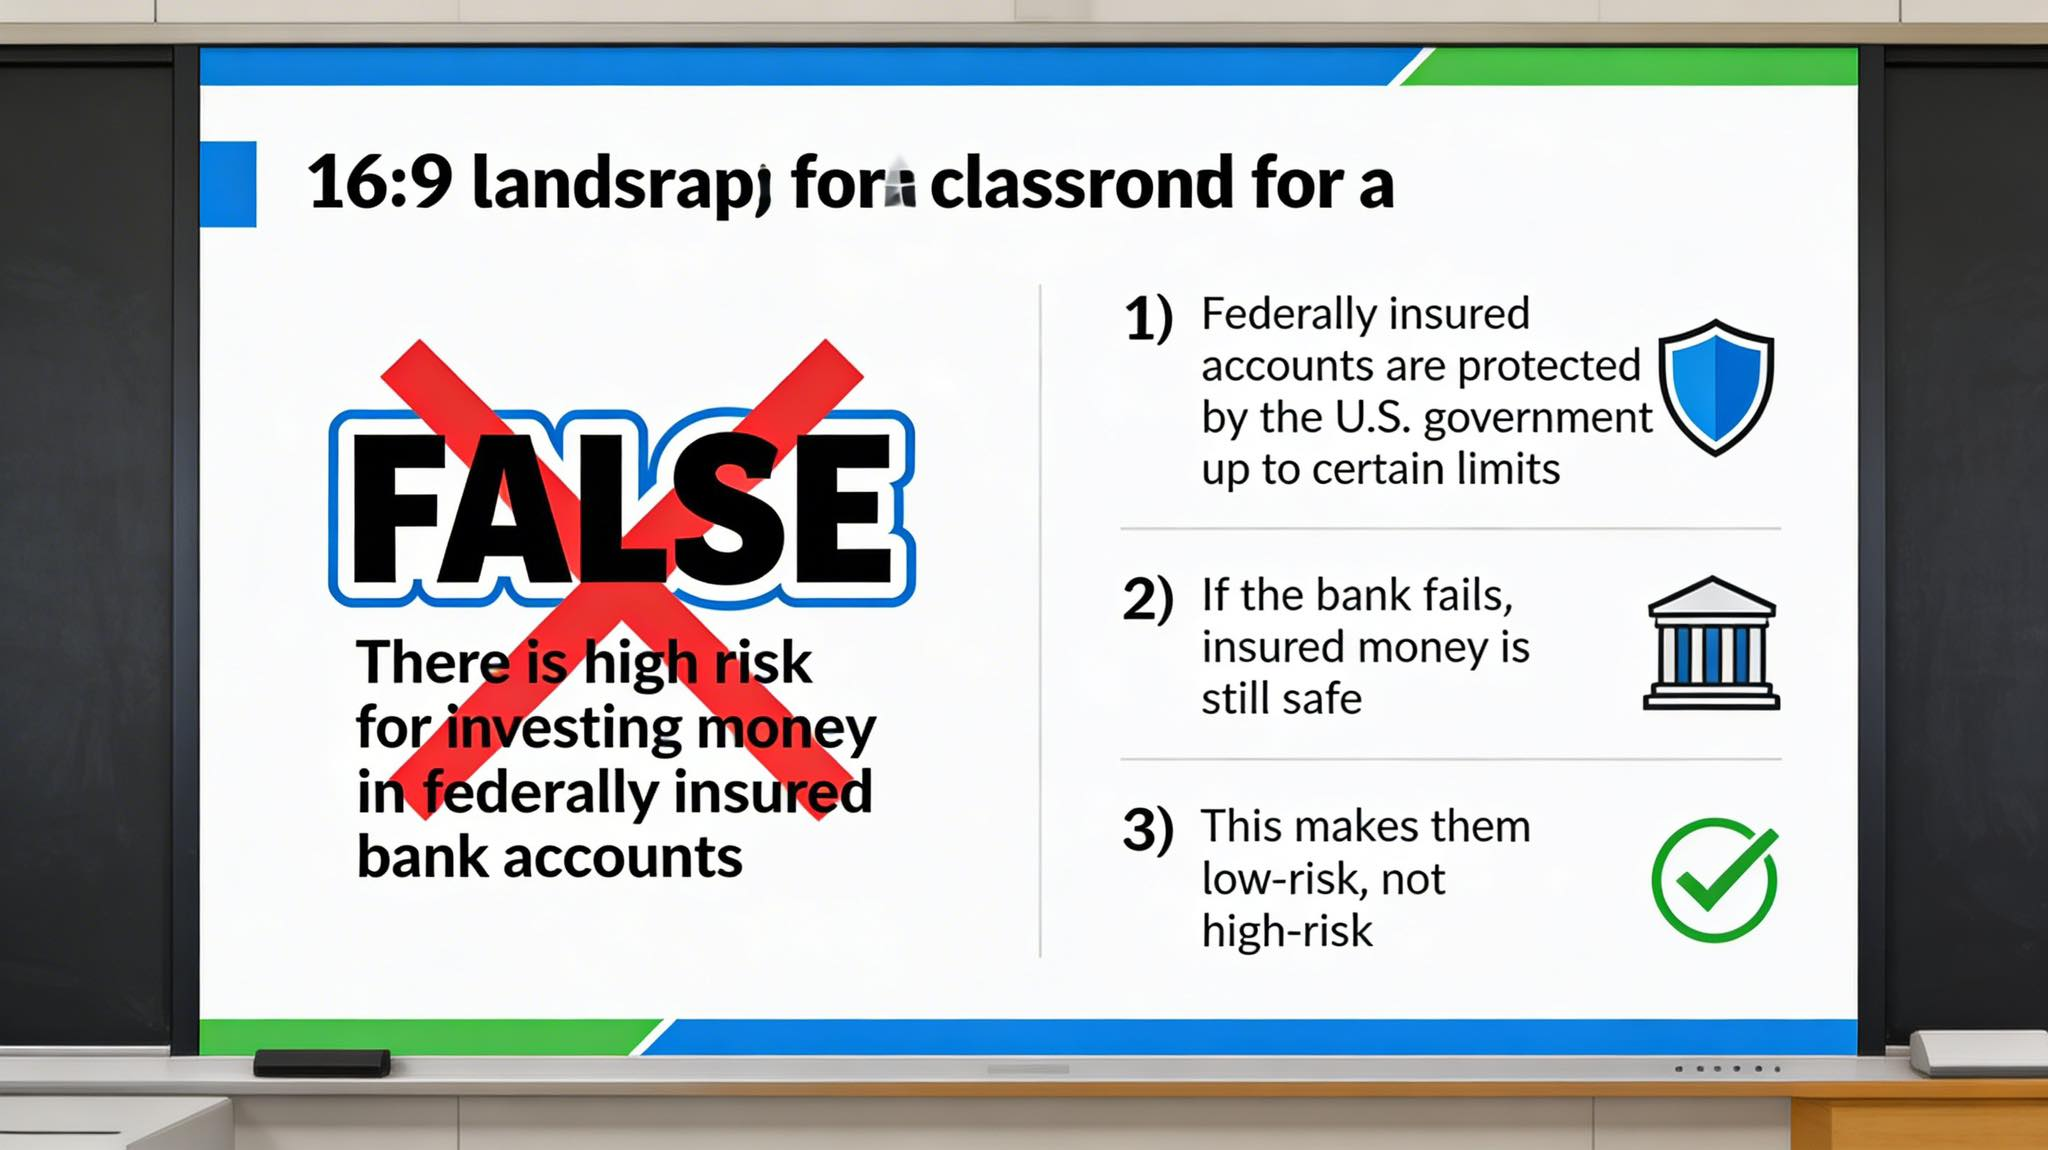 16:9 landsrap; for classrond for a
FALSE
There is high risk
for investing money
in federally insured
bank accounts
1) Federally insured
accounts are protected
by the U.S. government
up to certain limits
2) If the bank fails,
insured money is
still safe
3) This makes them
low-risk, not
high-risk